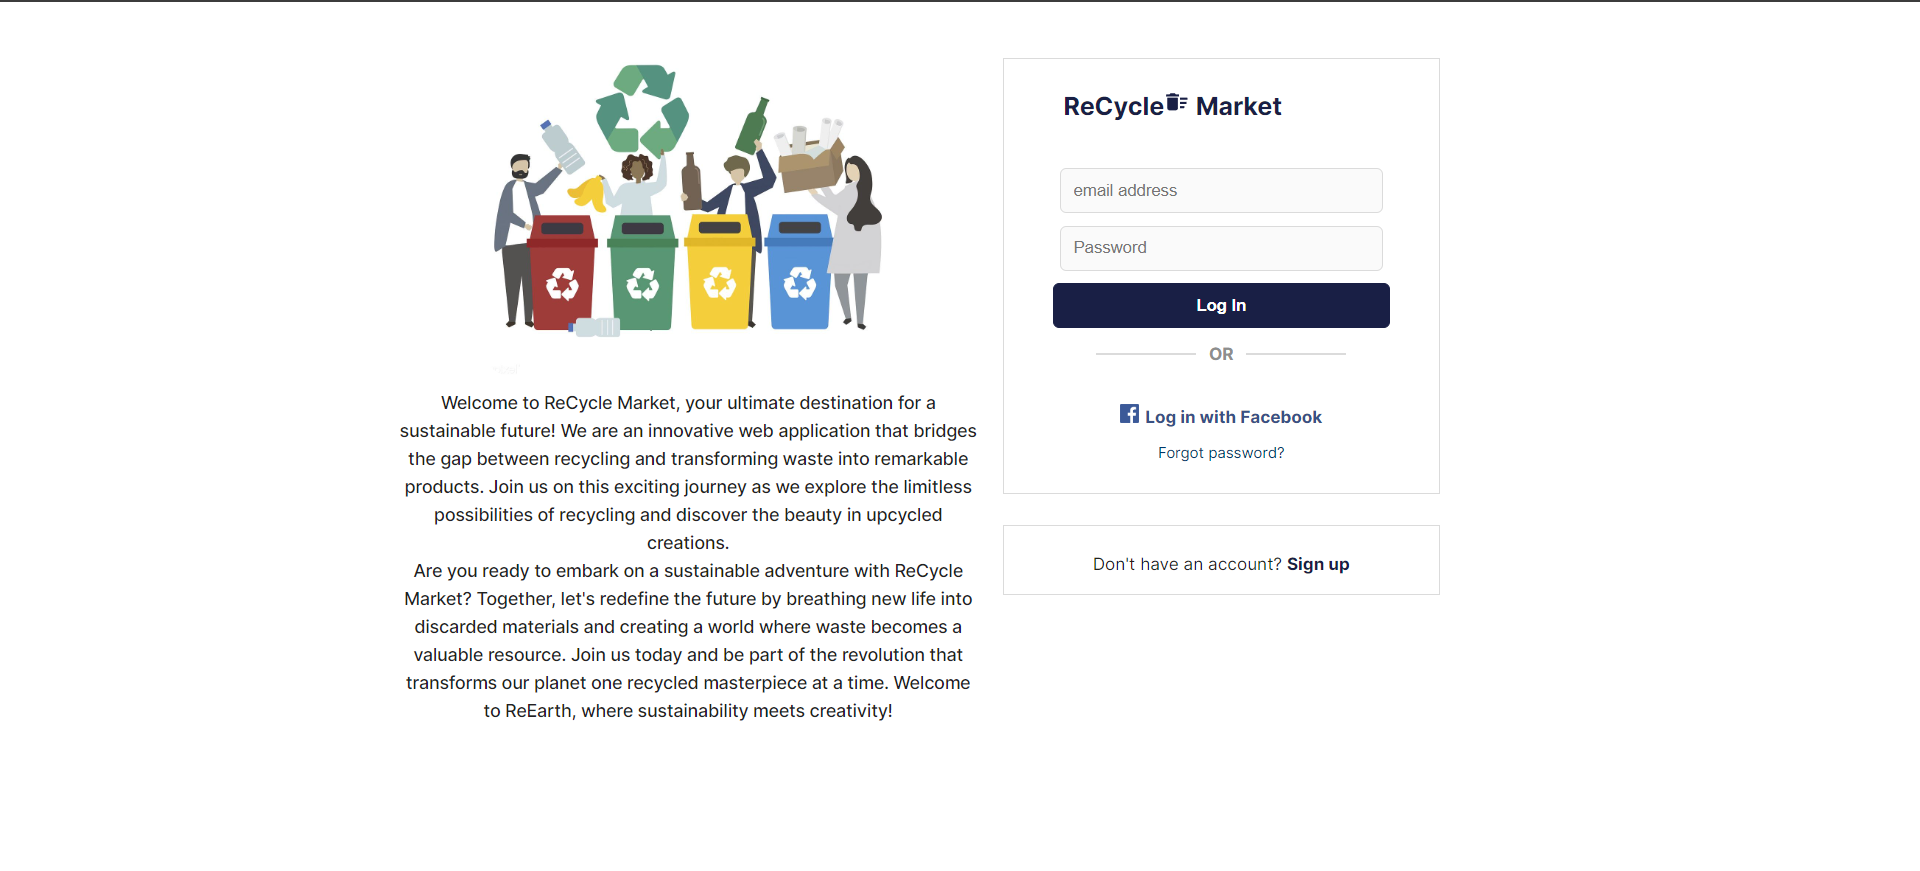 Welcome to ReCycle Market, your ultimate destination for a
sustainable future! We are an innovative web application that bridges
the gap between recycling and transforming waste into remarkable
products. Join us on this exciting journey as we explore the limitless
possibilities of recycling and discover the beauty in upcycled
creations.
Are you ready to embark on a sustainable adventure with ReCycle
Market? Together, let's redefine the future by breathing new life into
discarded materials and creating a world where waste becomes a
valuable resource. Join us today and be part of the revolution that
transforms our planet one recycled masterpiece at a time. Welcome
to ReEarth, where sustainability meets creativity!
ReCycle Market
email address
Password
Log In
OR
Log in with Facebook
Forgot password?
Don't have an account? Sign up